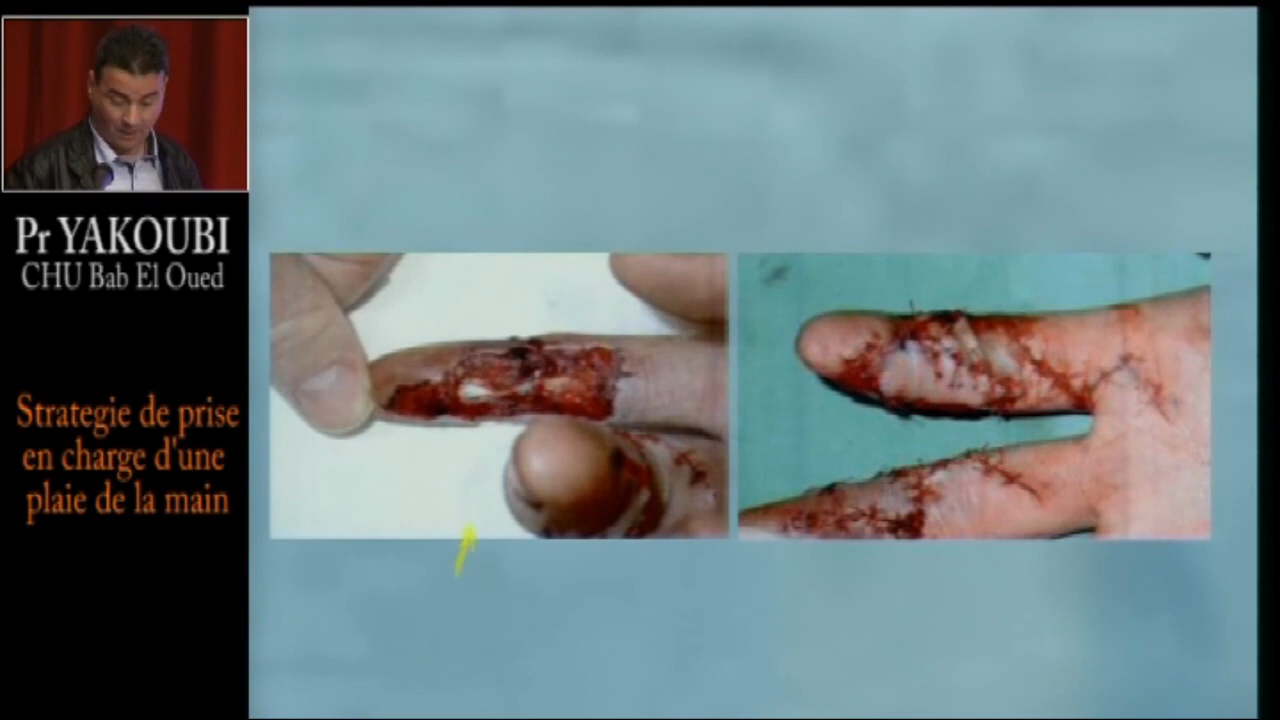 Pr YAKOUBI
CHU Bab El Oued
Strategie de prise
en charge d'une
plaie de la main